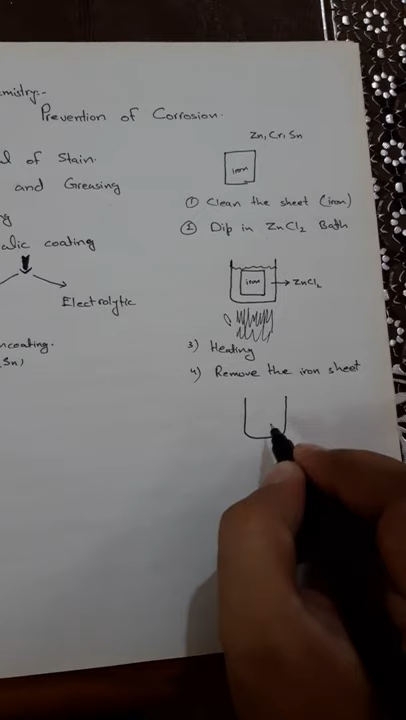 mistry:-
Prevention of Corrosion.
l of Stain.
and Greasing
ng
alic coating
Electrolytic
ncoating.
(Sn)
Zn, Cr, Sn
iron
① Clean the sheet (iron)
② Dip in ZnCl2 Bath
iron
ZnCl2
3) Heating
4) Remove the iron sheet